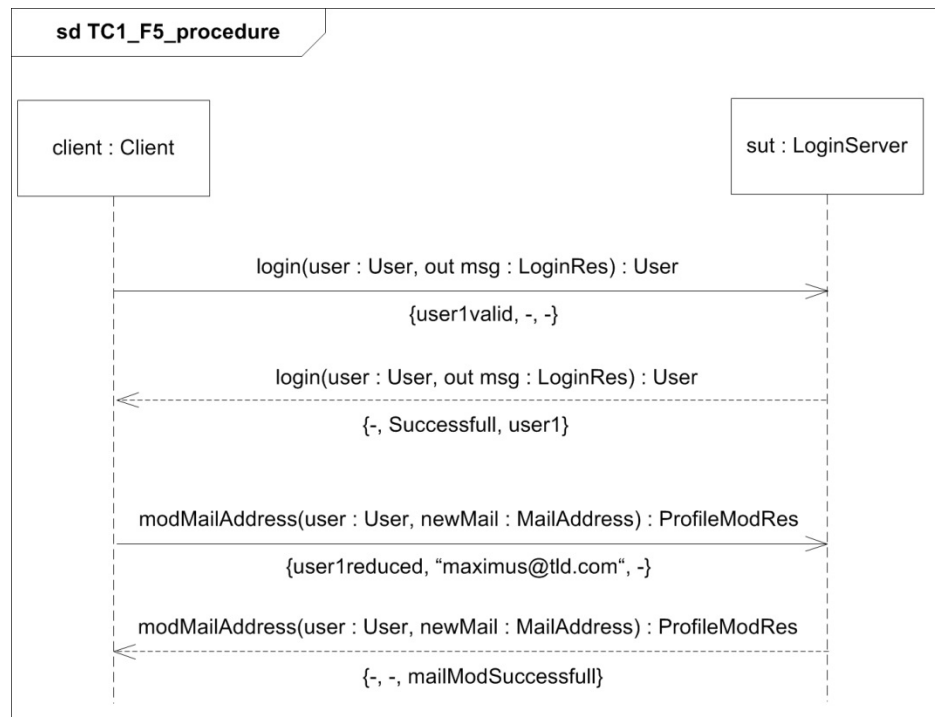 sd TC1_F5_procedure
client : Client
sut : LoginServer
login(user : User, out msg : LoginRes) : User
{user1valid, -, -}
login(user : User, out msg : LoginRes) : User
{-, Successfull, user1}
modMailAddress(user : User, newMail : MailAddress) : ProfileModRes
{user1reduced, “maximus@tld.com“, -}
modMailAddress(user : User, newMail : MailAddress) : ProfileModRes
{-, -, mailModSuccessfull}